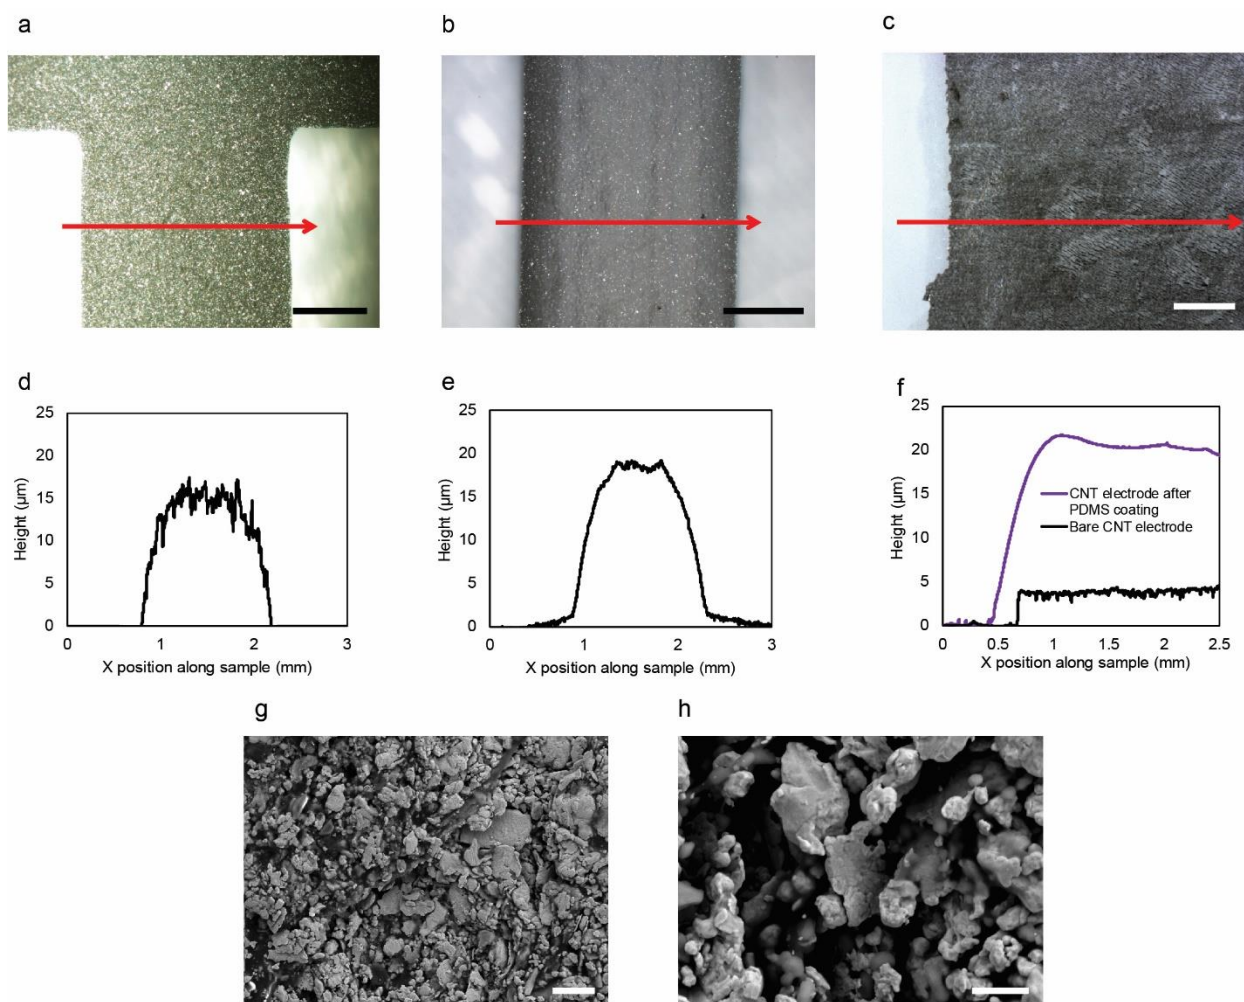 a
b
c
d
e
f
25
20
15
10
5
0
Height (µm)
0
1
2
3
X position along sample (mm)
25
20
15
10
5
0
Height (µm)
0
1
2
3
X position along sample (mm)
25
20
15
10
5
0
Height (µm)
CNT electrode after
PDMS coating
Bare CNT electrode
0
0.5
1
1.5
2
2.5
X position along sample (mm)
g
h